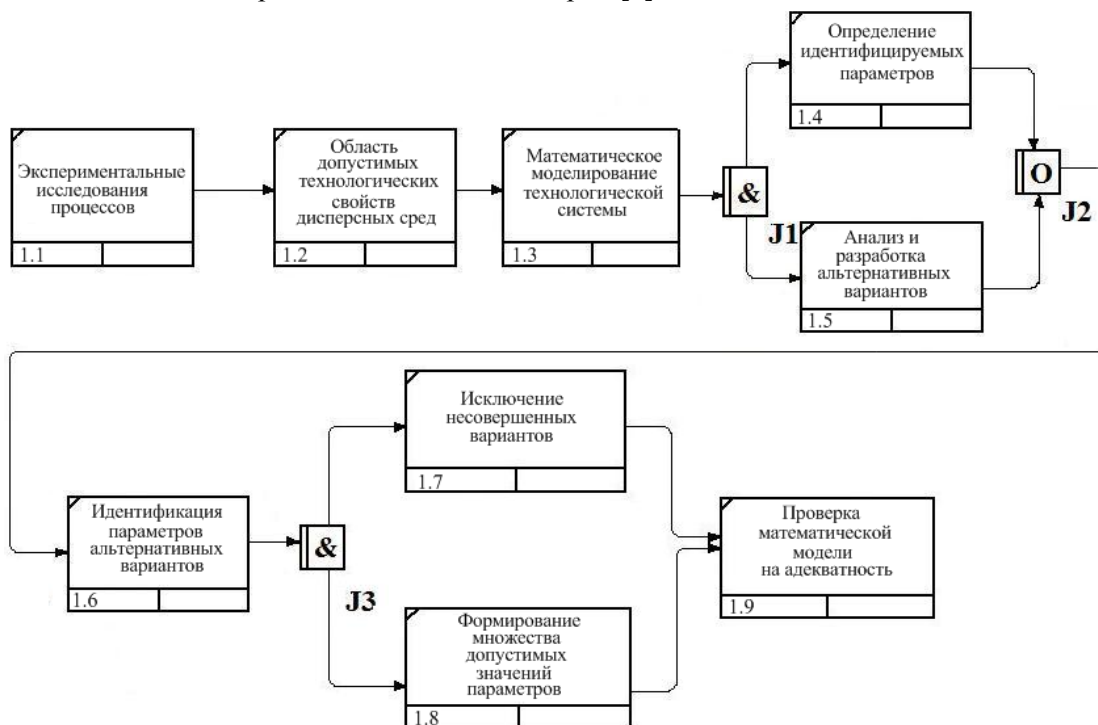 Экспериментальные
исследования
процессов
1.1
Область
допустимых
технологических
свойств
дисперсных сред
1.2
Математическое
моделирование
технологической
системы
1.3
&
J1
Определение
идентифицируемых
параметров
1.4
Анализ и
разработка
альтернативных
вариантов
1.5
O
J2
Идентификация
параметров
альтернативных
вариантов
1.6
&
J3
Исключение
несовершенных
вариантов
1.7
Формирование
множества
допустимых
значений
параметров
1.8
Проверка
математической
модели
на адекватность
1.9